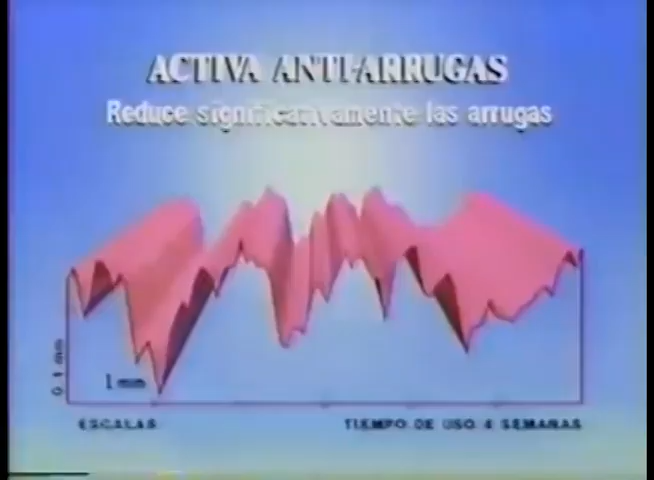 ACTIVA ANTI-ARRUGAS
Reduce significativamente las arrugas
0.1 mm
1 mm
ESCALAS
TIEMPO DE USO 4 SEMANAS